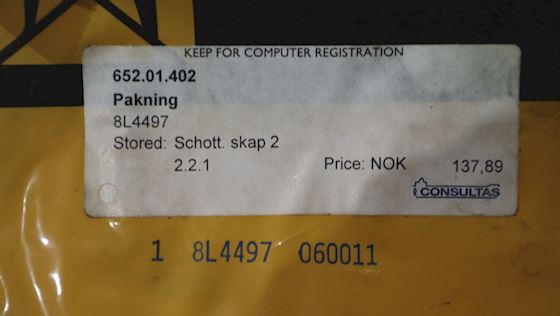 KEEP FOR COMPUTER REGISTRATION
652.01.402
Pakning
8L4497
Stored: Schott. skap 2
2.2.1 Price: NOK 137,89
CONSULTAS
1 8L4497 060011